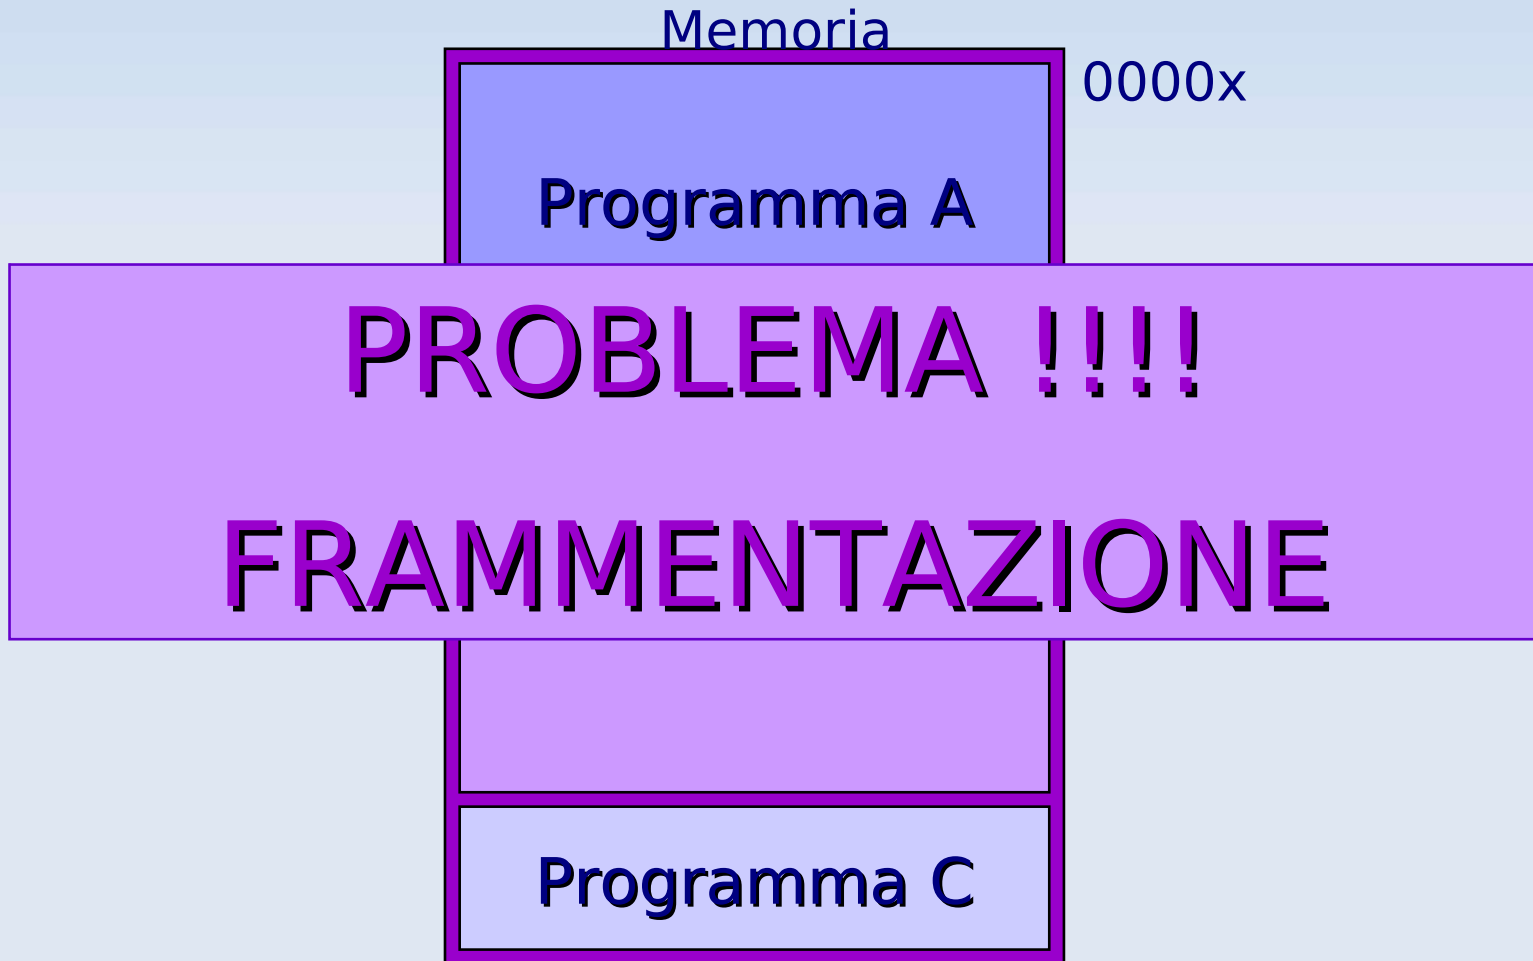 Memoria
0000x
Programma A
PROBLEMA !!!!
FRAMMENTAZIONE
Programma C